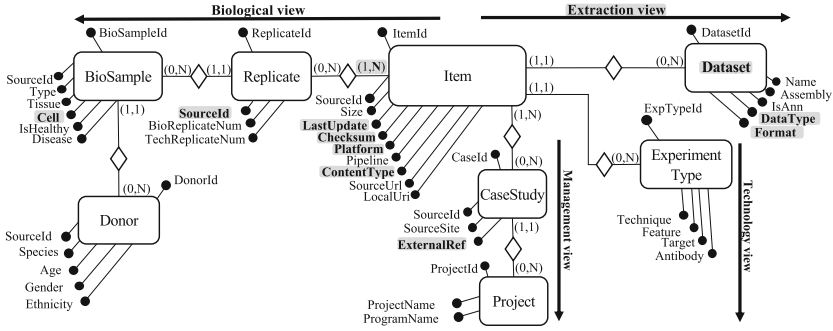 Biological view
Extraction view
BioSampleId
ReplicateId
ItemId
DatasetId
BioSample
(0,N)
(1,1)
Replicate
(0,N)
(1,N)
Item
(1,1)
(0,N)
Dataset
(1,1)
SourceId
Type
Tissue
Cell
IsHealthy
Disease
(1,1)
SourceId
BioReplicateNum
TechReplicateNum
SourceId
Size
LastUpdate
Checksum
Platform
Pipeline
ContentType
SourceUrl
LocalUri
(1,N)
Name
Assembly
IsAnn
DataType
Format
ExpTypeId
(0,N)
Experiment
Type
Technique
Feature
Target
Antibody
Technology view
(0,N)
DonorId
Donor
SourceId
Species
Age
Gender
Ethnicity
CaseId
(0,N)
CaseStudy
Management view
SourceId
SourceSite
ExternalRef
(1,1)
ProjectId
(0,N)
Project
ProjectName
ProgramName